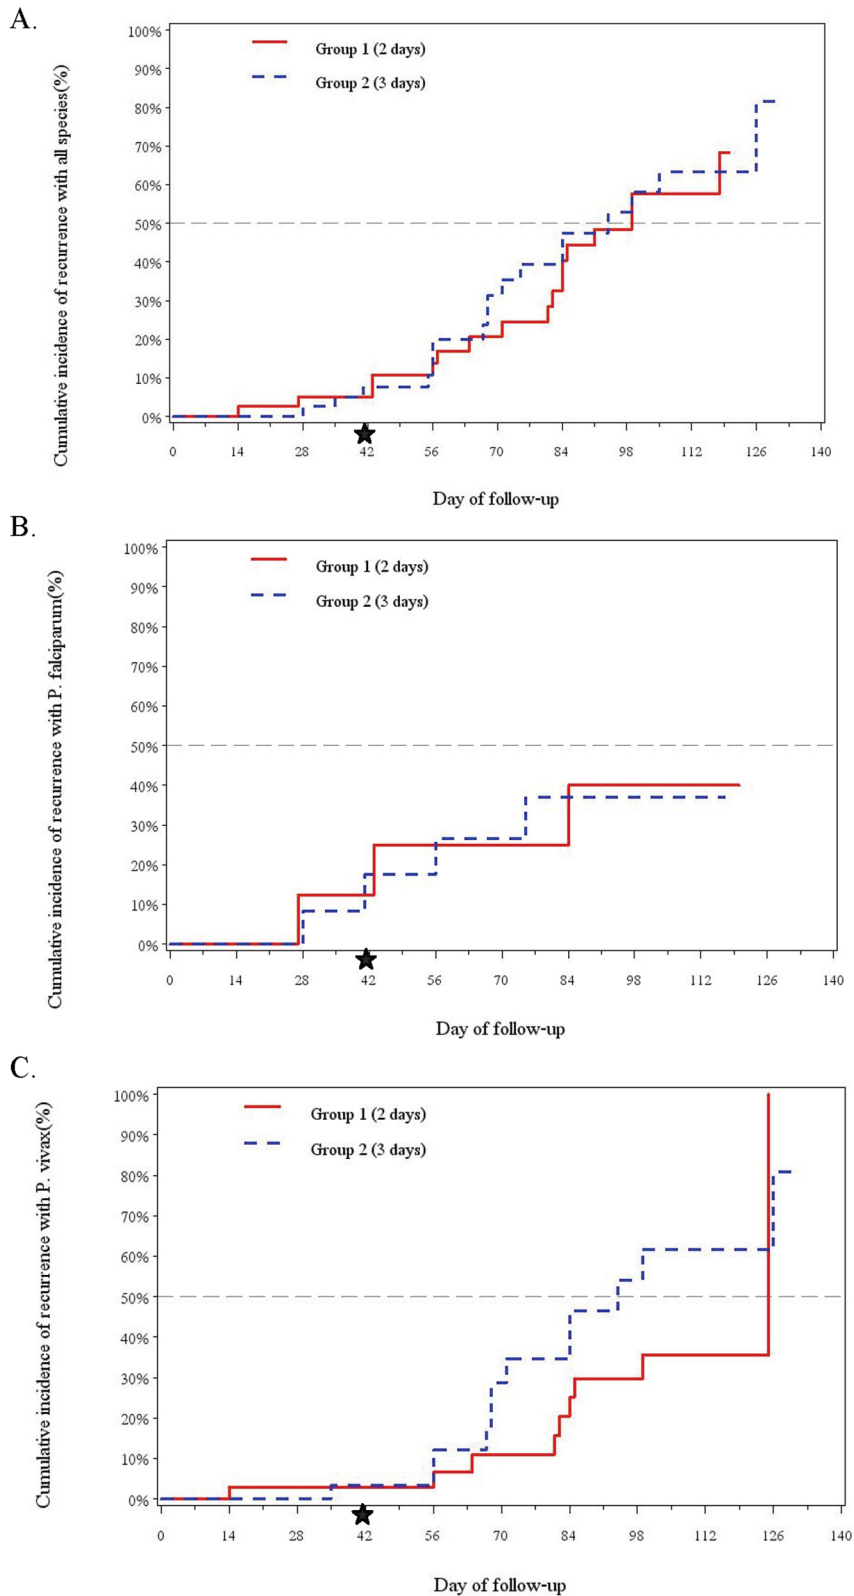 A.
Cumulative incidence of recurrence with all species(%)
100%
90%
80%
70%
60%
50%
40%
30%
20%
10%
0%
Group 1 (2 days)
Group 2 (3 days)
0 14 28 42 56 70 84 98 112 126 140
Day of follow-up
B.
Cumulative incidence of recurrence with P. falciparum(%)
100%
90%
80%
70%
60%
50%
40%
30%
20%
10%
0%
Group 1 (2 days)
Group 2 (3 days)
0 14 28 42 56 70 84 98 112 126 140
Day of follow-up
C.
Cumulative incidence of recurrence with P. vivax(%)
100%
90%
80%
70%
60%
50%
40%
30%
20%
10%
0%
Group 1 (2 days)
Group 2 (3 days)
0 14 28 42 56 70 84 98 112 126 140
Day of follow-up